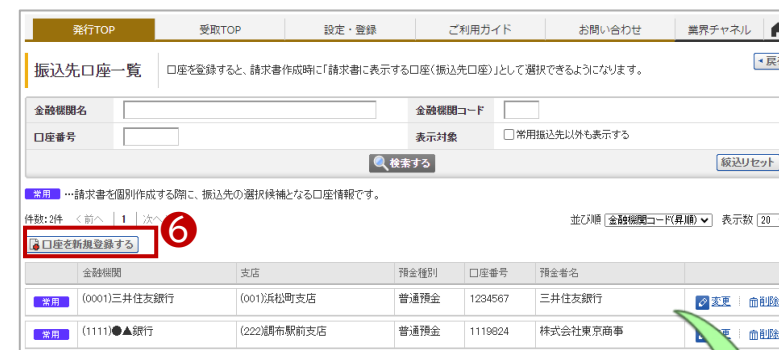 発行TOP 受取TOP 設定・登録 ご利用ガイド お問い合わせ 業界チャネル
振込先口座一覧 口座を登録すると、請求書作成時に「請求書に表示する口座(振込先口座)」として選択できるようになります。
金融機関名 金融機関コード
口座番号 表示対象 常用振込先以外も表示する
検索する 絞込リセット
常用 …請求書を個別作成する際に、振込先の選択候補となる口座情報です。
件数:2件 <前へ 1 次へ 並び順 金融機関コード(昇順) 表示数 20
6
口座を新規登録する
金融機関 支店 預金種別 口座番号 預金者名
常用 (0001)三井住友銀行 (001)浜松町支店 普通預金 1234567 三井住友銀行 変更 削除
常用 (1111)●▲銀行 (222)調布駅前支店 普通預金 1119824 株式会社東京商事 更 削除